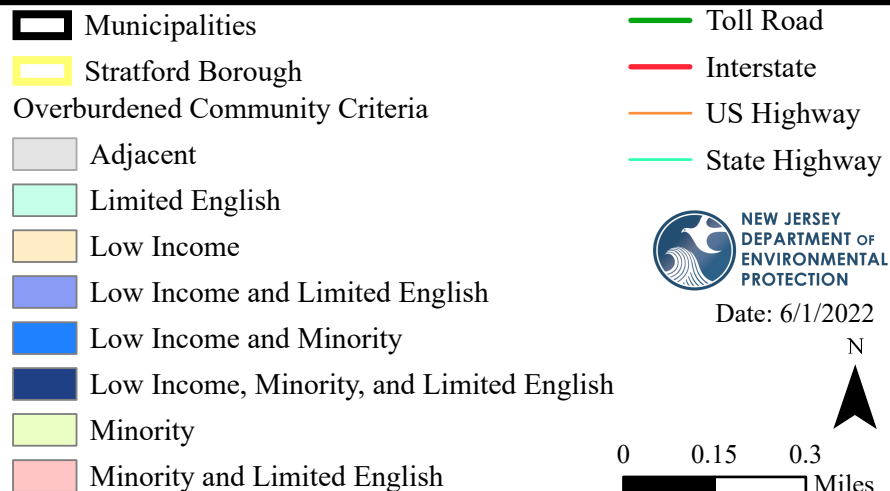 Municipalities
Stratford Borough
Overburdened Community Criteria
Adjacent
Limited English
Low Income
Low Income and Limited English
Low Income and Minority
Low Income, Minority, and Limited English
Minority
Minority and Limited English
Toll Road
Interstate
US Highway
State Highway
NEW JERSEY
DEPARTMENT OF
ENVIRONMENTAL
PROTECTION
Date: 6/1/2022
N
0 0.15 0.3
Miles